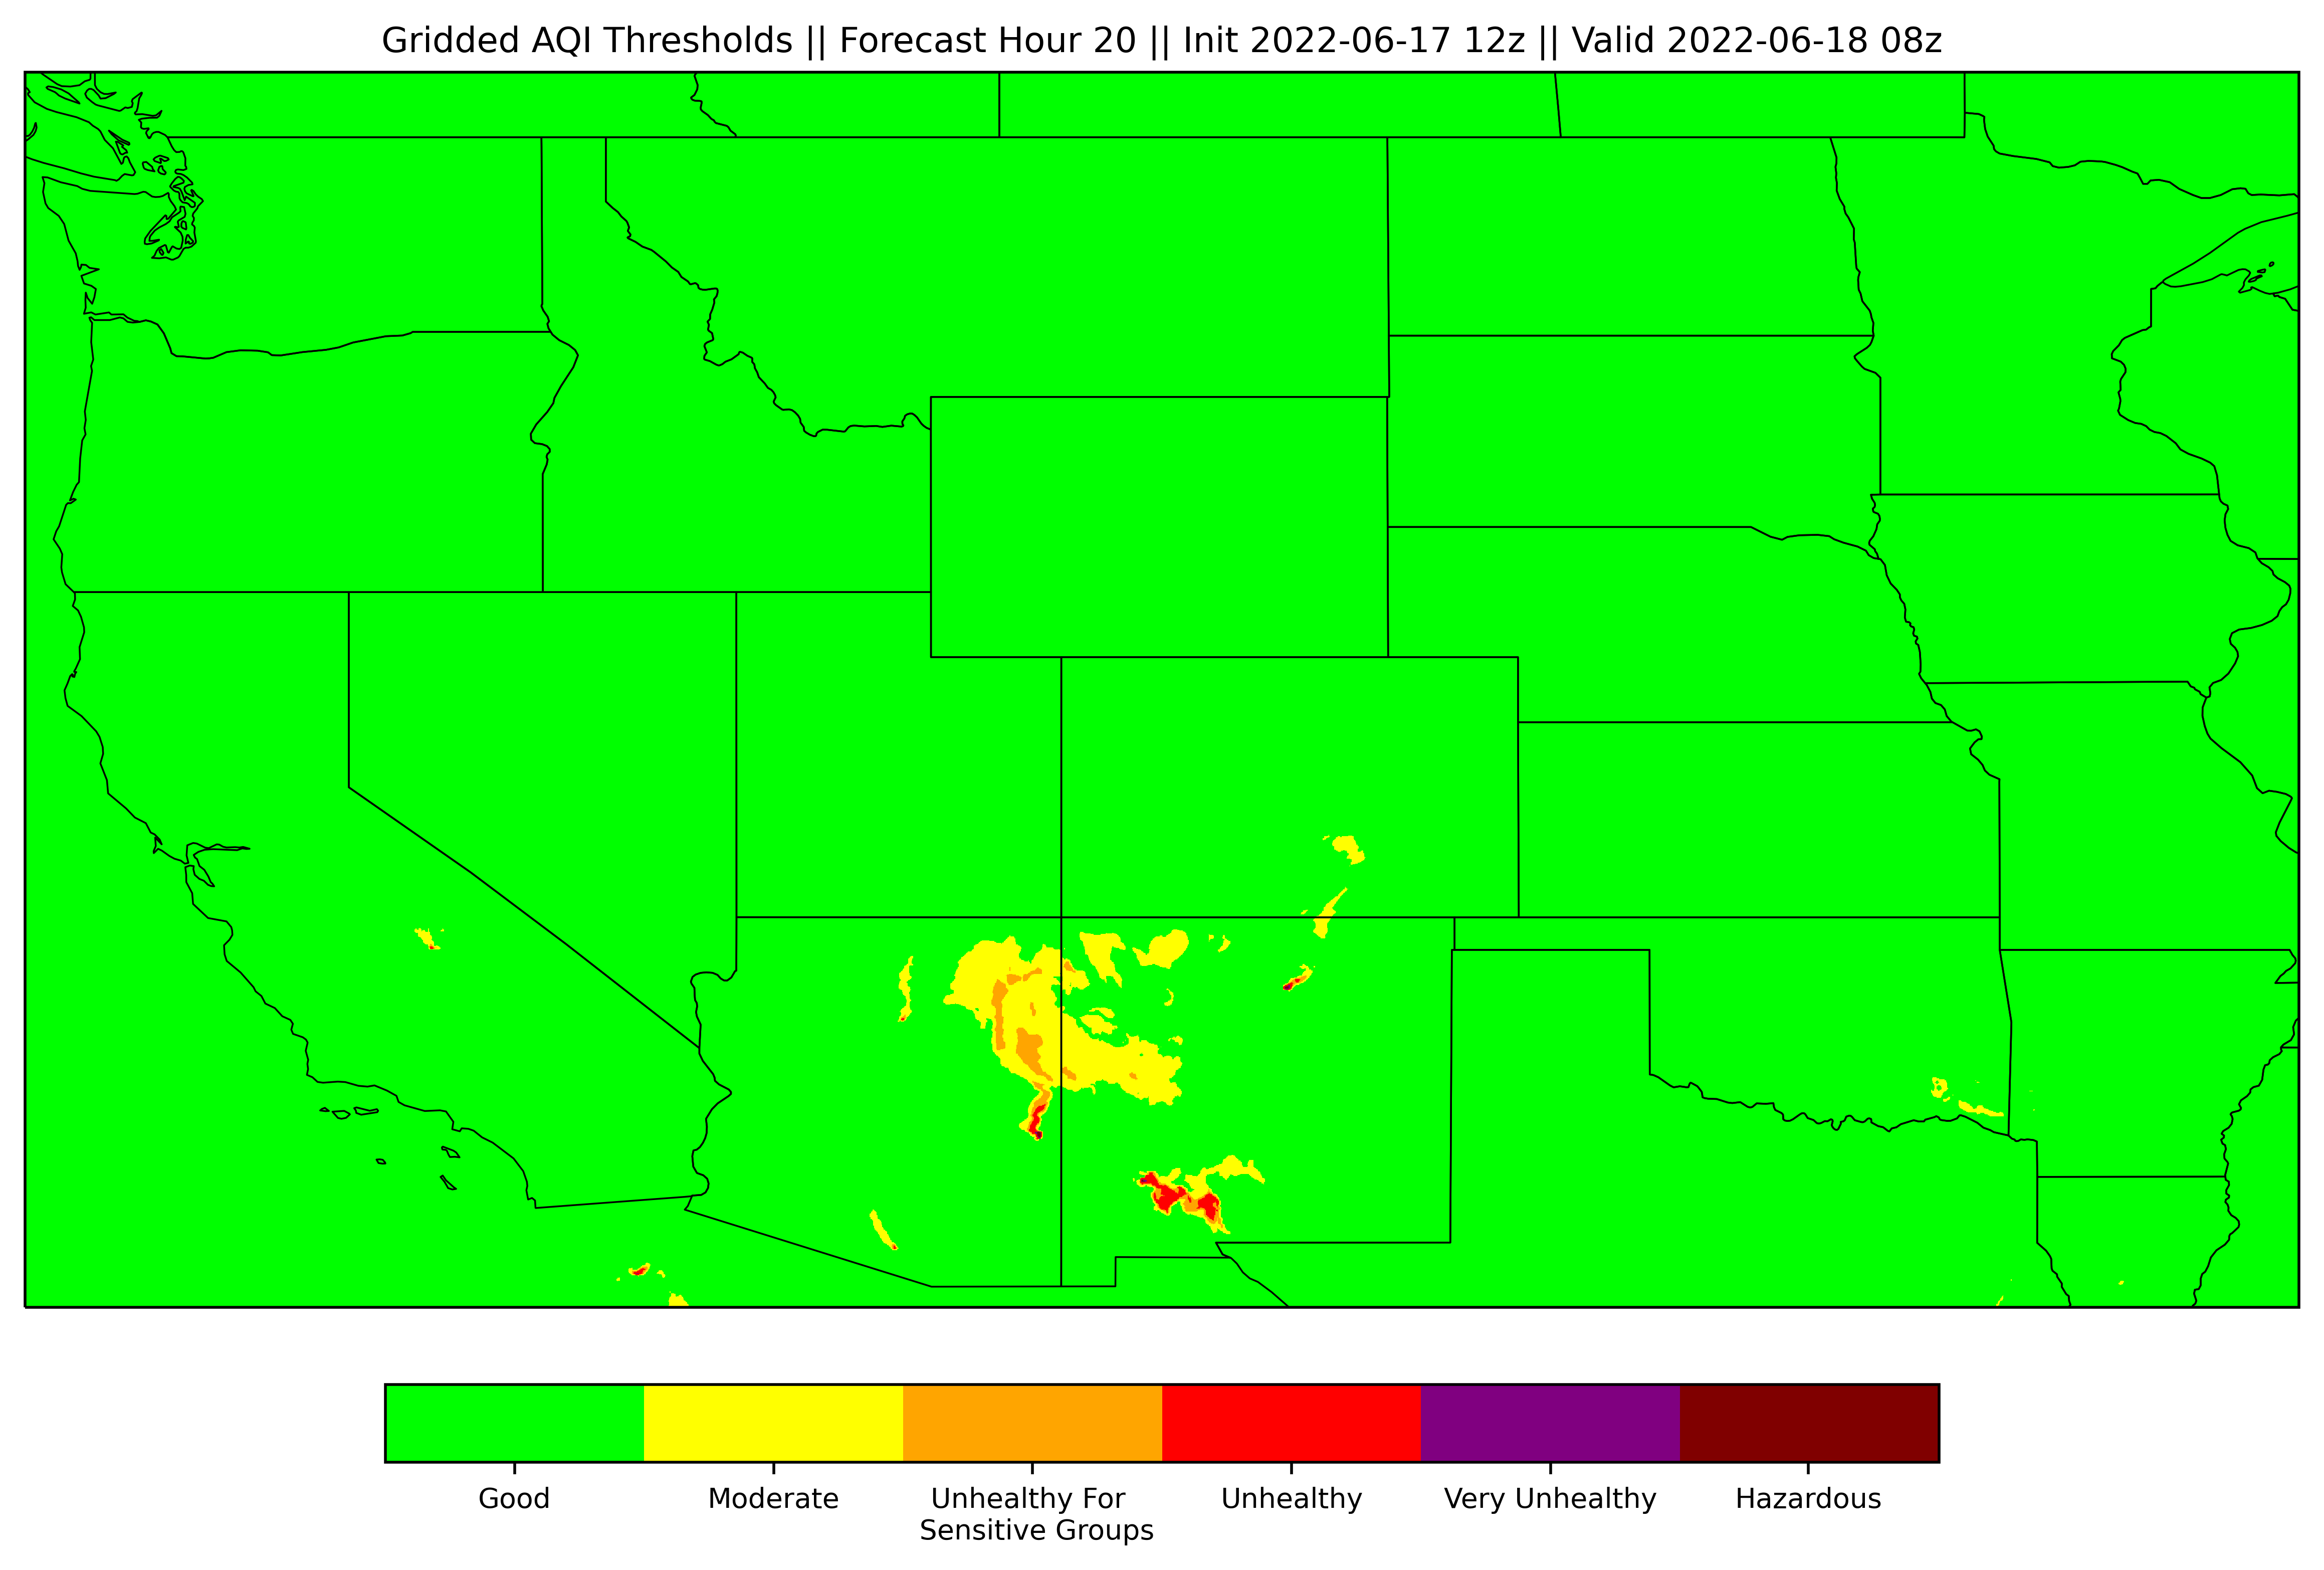 Gridded AQI Thresholds || Forecast Hour 20 || Init 2022-06-17 12z || Valid 2022-06-18 08z
Good
Moderate
Unhealthy For
Sensitive Groups
Unhealthy
Very Unhealthy
Hazardous